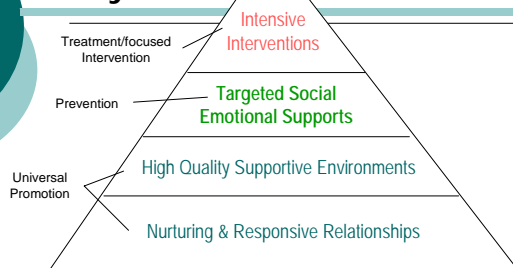 Intensive
Interventions
Treatment/focused
Intervention
Targeted Social
Emotional Supports
Prevention
High Quality Supportive Environments
Universal
Promotion
Nurturing & Responsive Relationships